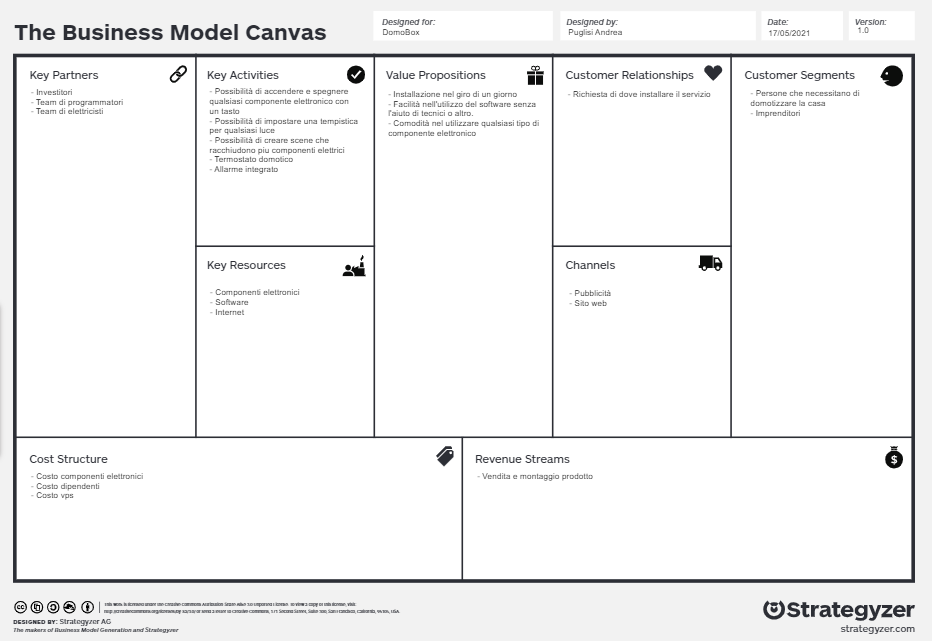 The Business Model Canvas
Designed for:
DomoBox
Designed by:
Puglisi Andrea
Date:
17/05/2021
Version:
1.0
Key Partners
- Investitori
- Team di programmatori
- Team di elettricisti
Key Activities
- Possibilità di accendere e spegnere
qualsiasi componente elettronico con
un tasto
- Possibilità di impostare una tempistica
per qualsiasi luce
- Possibilità di creare scene che
racchiudono piu componenti elettrici
- Termostato domotico
- Allarme integrato
Key Resources
- Componenti elettronici
- Software
- Internet
Value Propositions
- Installazione nel giro di un giorno
- Facilità nell'utilizzo del software senza
l'aiuto di tecnici o altro.
- Comodità nel utilizzare qualsiasi tipo di
componente elettronico
Customer Relationships
- Richiesta di dove installare il servizio
Channels
- Pubblicità
- Sito web
Customer Segments
- Persone che necessitano di
domotizzare la casa
- Imprenditori
Cost Structure
- Costo componenti elettronici
- Costo dipendenti
- Costo vps
Revenue Streams
$
- Vendita e montaggio prodotto
cc
DESIGNED BY: Strategyzer AG
The makers of Business Model Generation and Strategyzer
Strategyzer
strategyzer.com